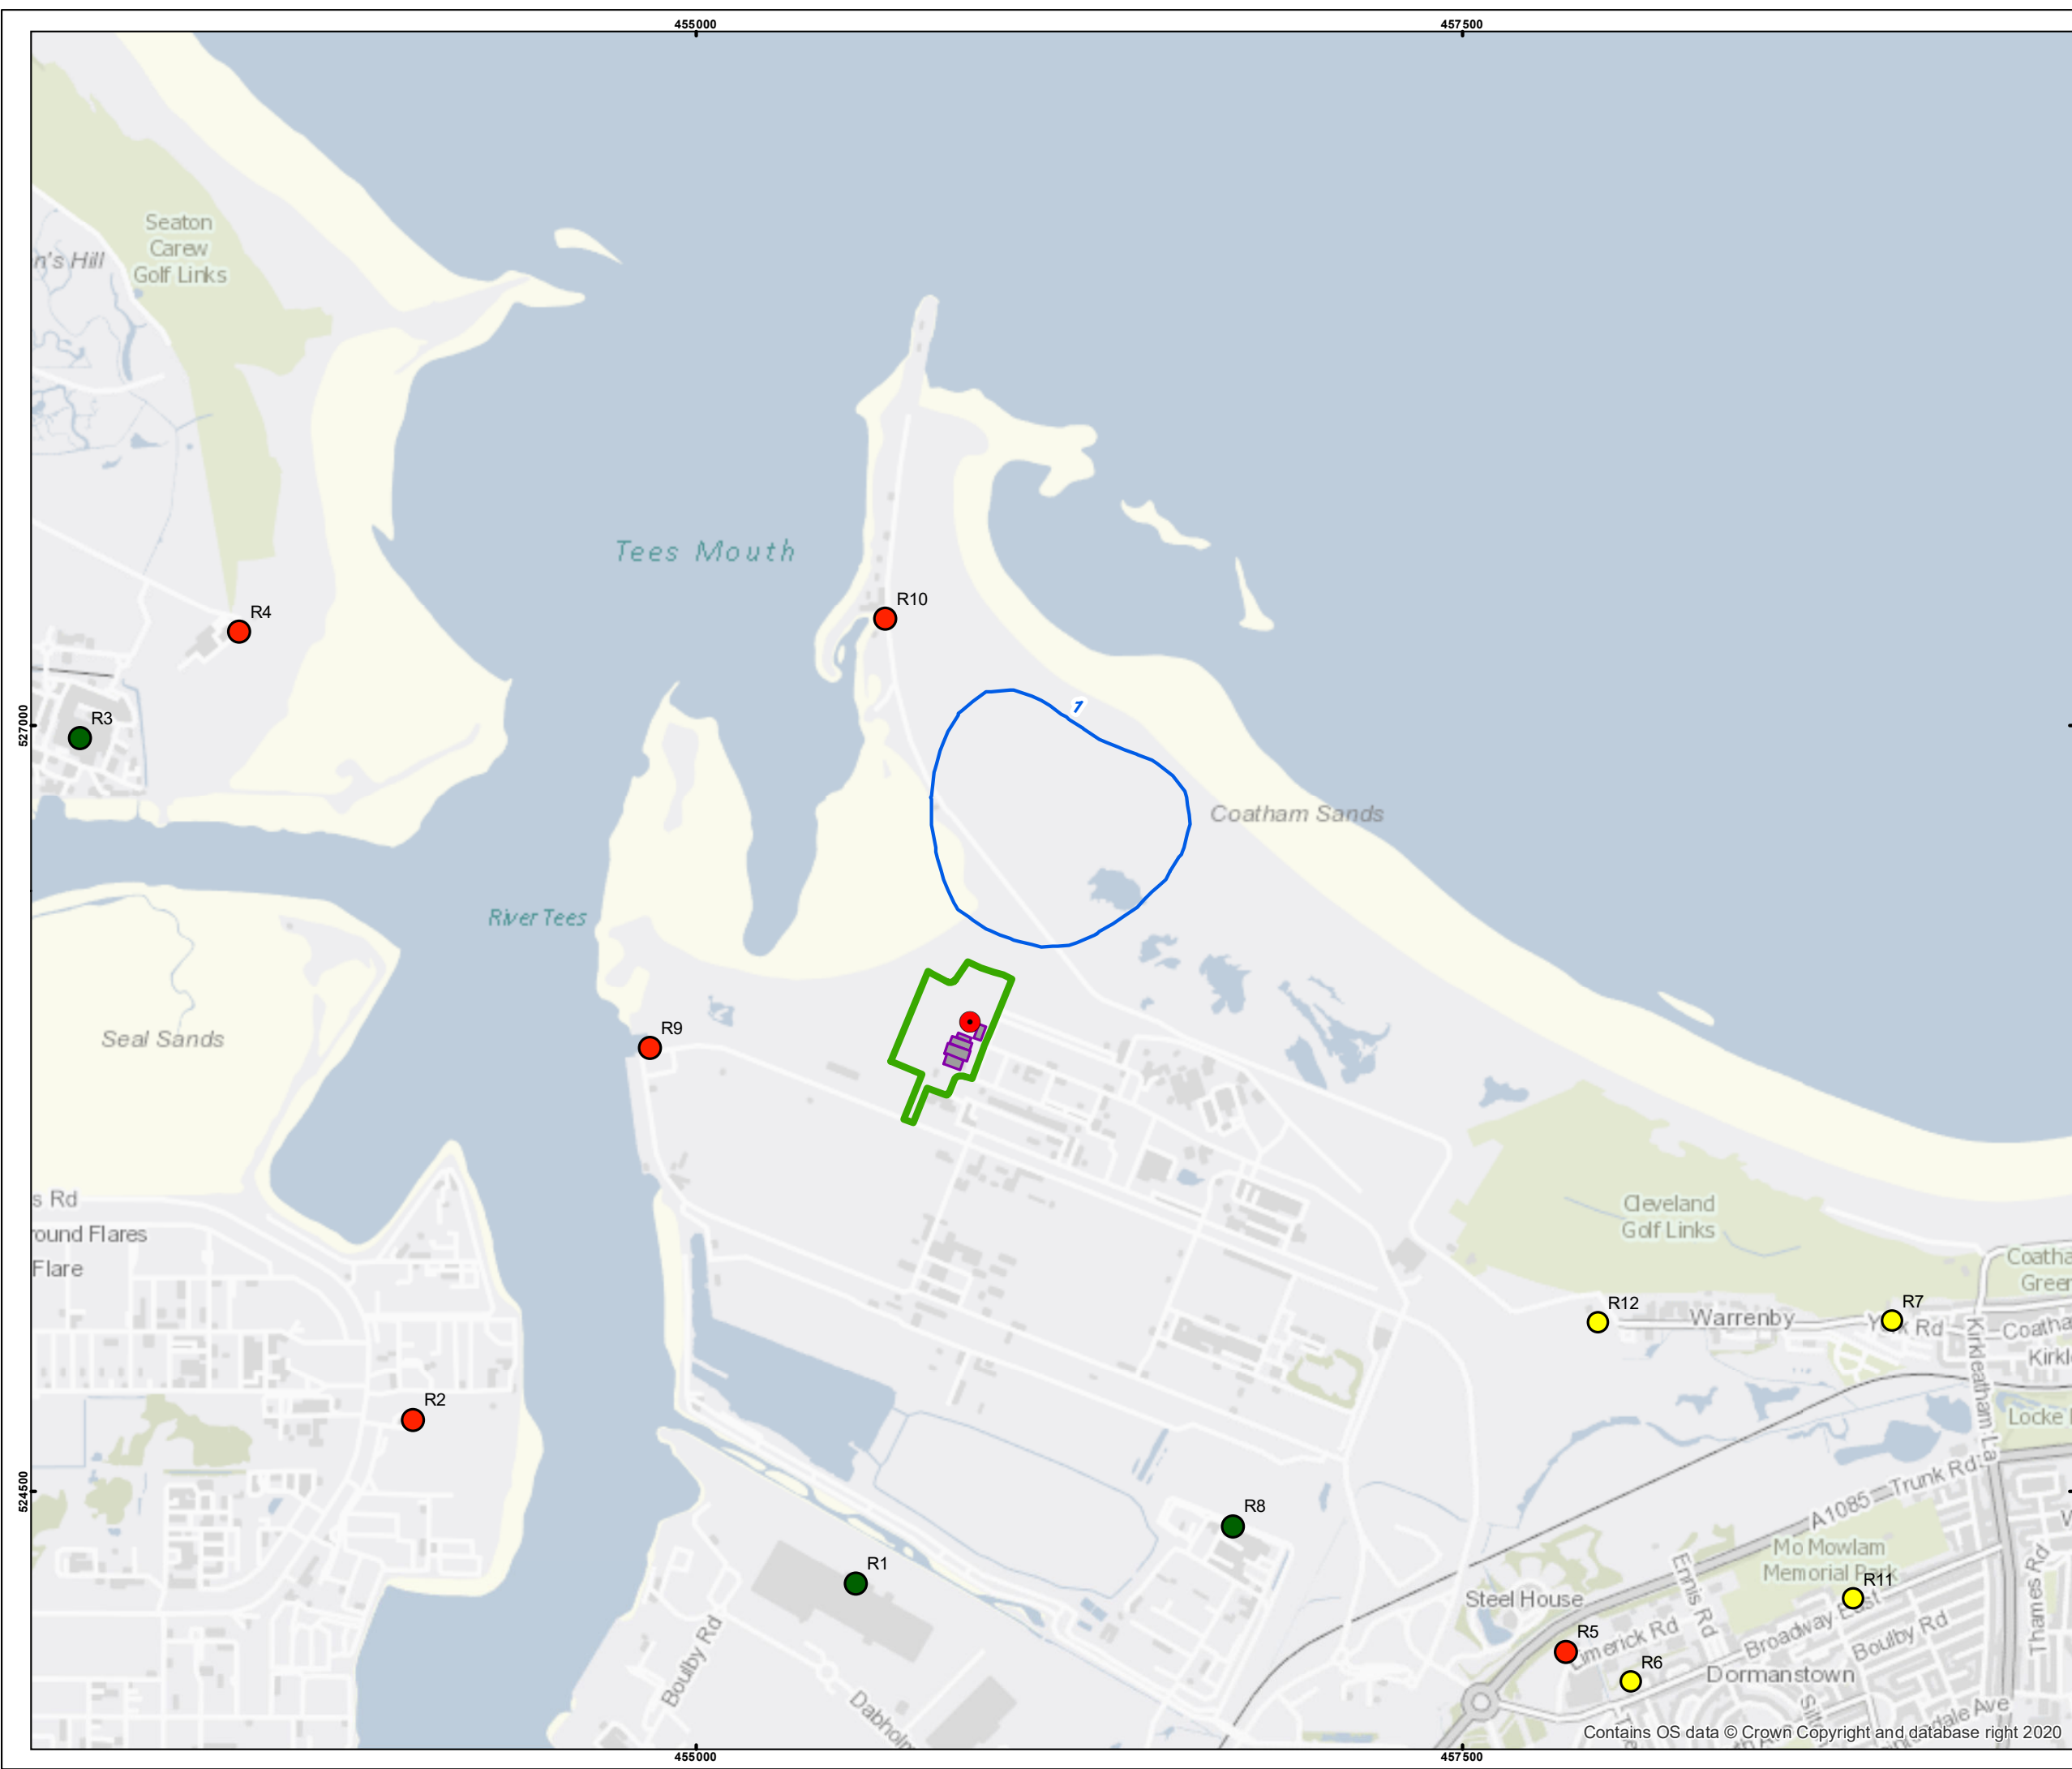 455000
457500
Seaton
Carew
Golf Links
n's Hill
Tees Mouth
R10
R4
527000
R3
1
Coatham Sands
River Tees
Seal Sands
R9
s Rd
round Flares
Flare
Cleveland
Golf Links
Coatha
Green
R12
R7
Warrenby
York Rd
Coatha
Kirkl
Kirkleatham La
R2
Locke
524500
A1085
Trunk Rd
R8
Mo Mowlam
Memorial Park
R1
Steel House
Ennis Rd
R11
Thames Rd
R5
Limerick Rd
Broadway East
Boulby Rd
R6
Dormanstown
Boulby Rd
Dabholm
Contains OS data © Crown Copyright and database right 2020
455000
457500